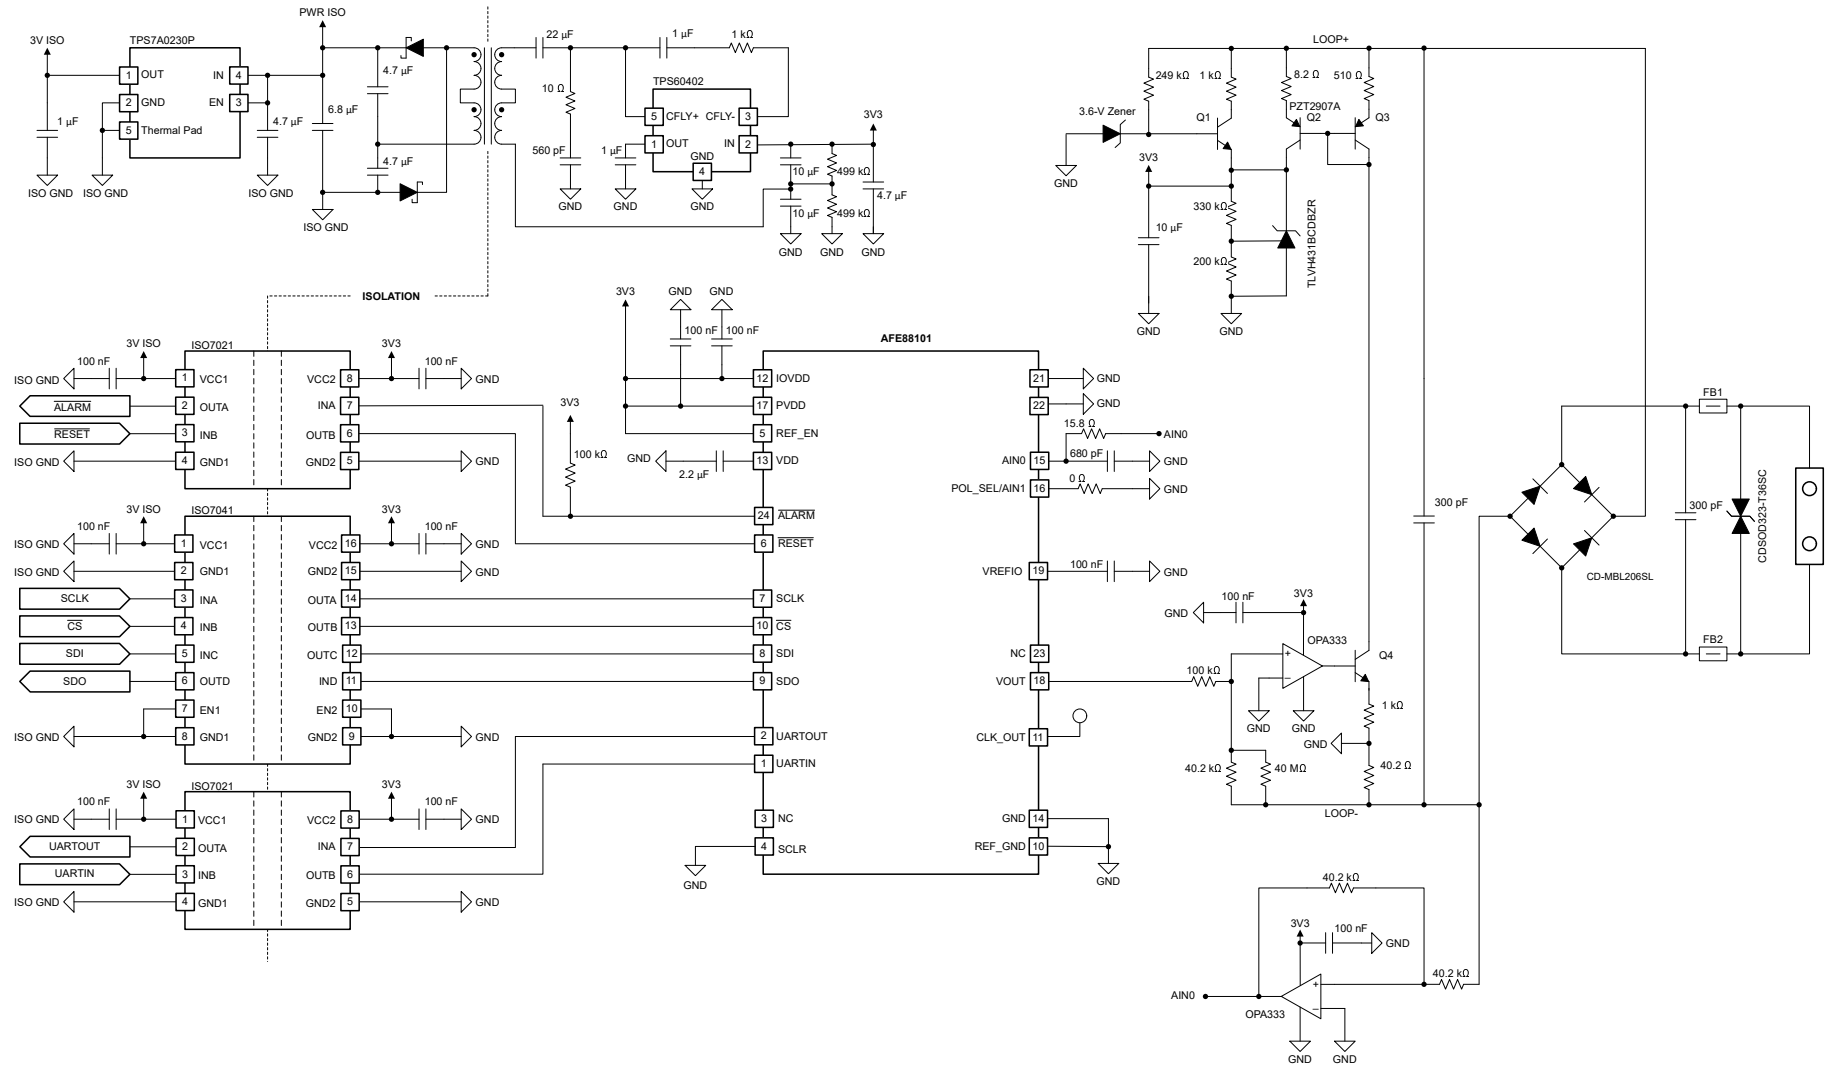 PWR ISO
3V ISO
TPS7A0230P
1 OUT
IN 4
2 GND
EN 3
5 Thermal Pad
1 µF
4.7 µF
6.8 µF
4.7 µF
4.7 µF
ISO GND
ISO GND
ISO GND
ISO GND
22 µF
1 µF
1 kΩ
10 Ω
560 pF
TPS60402
5 CFLY+
CFLY- 3
1 OUT
IN 2
GND
4
1 µF
3V3
10 µF
499 kΩ
10 µF
499 kΩ
4.7 µF
GND
GND
GND
GND
GND
GND
LOOP+
249 kΩ
1 kΩ
8.2 Ω
510 Ω
3.6-V Zener
PZT2907A
Q1
Q2
Q3
GND
3V3
330 kΩ
10 µF
200 kΩ
TLVH431BCDBZR
GND
GND
ISOLATION
ISO7021
3V ISO
100 nF
ISO GND
1 VCC1
VCC2 8
3V3
100 nF
GND
ALARM
2 OUTA
INA 7
RESET
3 INB
OUTB 6
ISO GND
4 GND1
GND2 5
GND
ISO7041
3V ISO
100 nF
ISO GND
1 VCC1
VCC2 16
3V3
100 nF
GND
ISO GND
2 GND1
GND2 15
GND
SCLK
3 INA
OUTA 14
CS
4 INB
OUTB 13
SDI
5 INC
OUTC 12
SDO
6 OUTD
IND 11
7 EN1
EN2 10
ISO GND
8 GND1
GND2 9
GND
ISO7021
3V ISO
100 nF
ISO GND
1 VCC1
VCC2 8
3V3
100 nF
GND
UARTOUT
2 OUTA
INA 7
UARTIN
3 INB
OUTB 6
ISO GND
4 GND1
GND2 5
GND
3V3
GND
GND
100 nF
100 nF
3V3
100 kΩ
GND
2.2 µF
AFE88101
12 IOVDD
17 PVDD
5 REF_EN
13 VDD
24 ALARM
6 RESET
7 SCLK
10 CS
8 SDI
9 SDO
2 UARTOUT
1 UARTIN
3 NC
4 SCLR
GND
21
GND
22
GND
15.8 Ω
AIN0
AIN0 15
680 pF
GND
POL_SEL/AIN1 16
0 Ω
GND
VREFIO 19
100 nF
GND
NC 23
VOUT 18
CLK_OUT 11
GND 14
REF_GND 10
GND
GND
100 nF
3V3
OPA333
100 kΩ
Q4
GND
GND
1 kΩ
GND
40.2 kΩ
40 MΩ
40.2 Ω
LOOP-
300 pF
CD-MBL206SL
300 pF
FB1
FB2
CDSOD323-T36SC
40.2 kΩ
3V3
100 nF
GND
40.2 kΩ
AIN0
OPA333
GND
GND